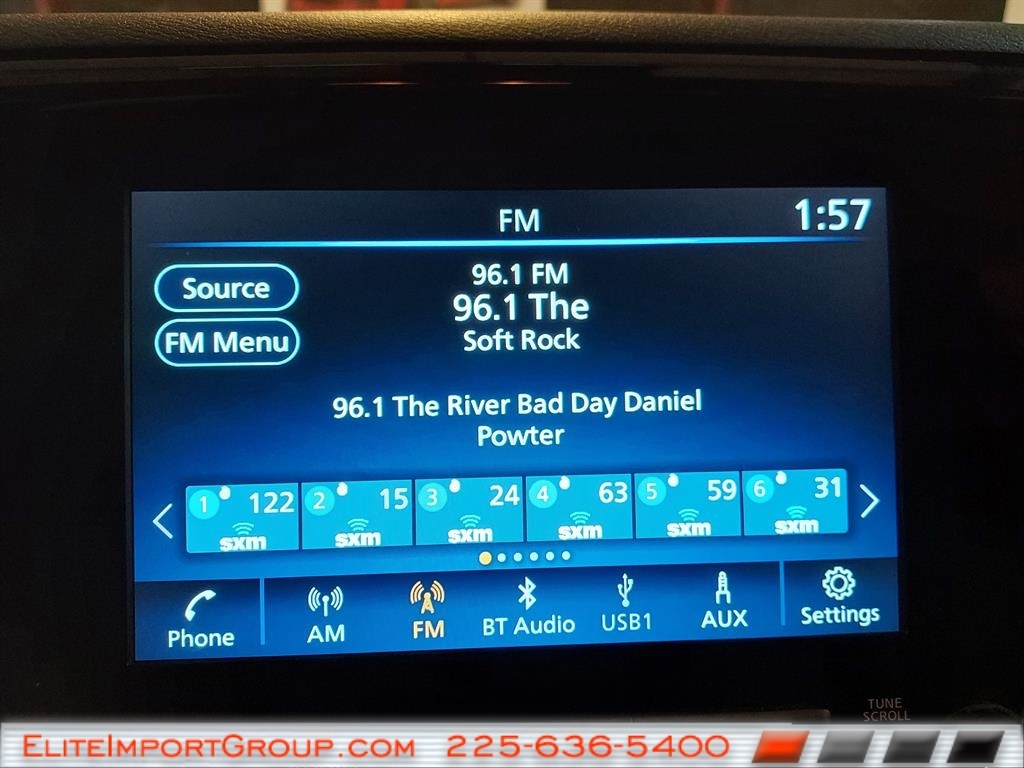 FM 1:57
Source
FM Menu
96.1 FM
96.1 The
Soft Rock
96.1 The River Bad Day Daniel
Powter
1 122 2 15 3 24 4 63 5 59 6 31
sxm sxm sxm sxm sxm sxm
Phone AM FM BT Audio USB1 AUX Settings
TUNE
SCROLL
EliteImportGroup.com 225-636-5400